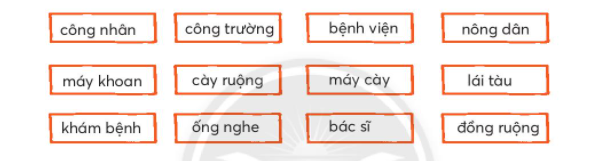 công nhân công trường bệnh viện nông dân
máy khoan cày ruộng máy cày lái tàu
khám bệnh ống nghe bác sĩ đồng ruộng